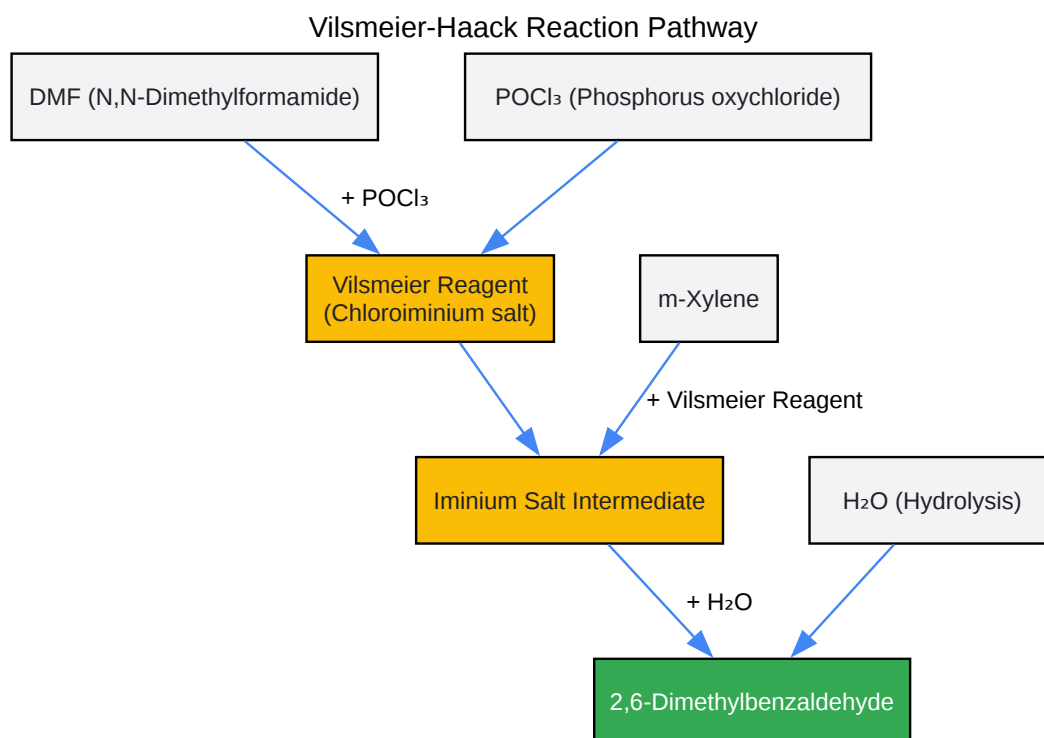 Vilsmeier-Haack Reaction Pathway
DMF (N,N-Dimethylformamide)
POCl₃ (Phosphorus oxychloride)
+ POCl₃
Vilsmeier Reagent
(Chloroiminium salt)
m-Xylene
+ Vilsmeier Reagent
Iminium Salt Intermediate
H₂O (Hydrolysis)
+ H₂O
2,6-Dimethylbenzaldehyde